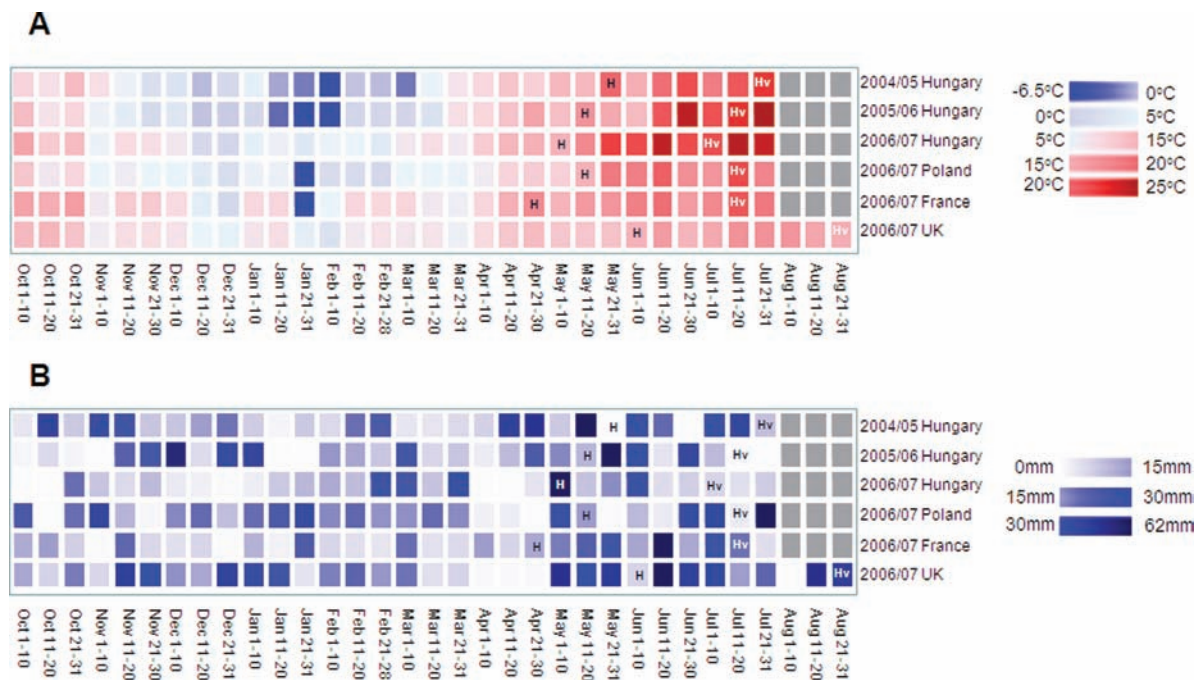 A
H Hv 2004/05 Hungary
H Hv 2005/06 Hungary
H Hv 2006/07 Hungary
H Hv 2006/07 Poland
H Hv 2006/07 France
H Hv 2006/07 UK
-6.5ºC 0ºC
0ºC 5ºC
5ºC 15ºC
15ºC 20ºC
20ºC 25ºC
Oct 1-10
Oct 11-20
Oct 21-31
Nov 1-10
Nov 11-20
Nov 21-30
Dec 1-10
Dec 11-20
Dec 21-31
Jan 1-10
Jan 11-20
Jan 21-31
Feb 1-10
Feb 11-20
Feb 21-28
Mar 1-10
Mar 11-20
Mar 21-31
Apr 1-10
Apr 11-20
Apr 21-30
May 1-10
May 11-20
May 21-31
Jun 1-10
Jun 11-20
Jun 21-30
Jul 1-10
Jul 11-20
Jul 21-31
Aug 1-10
Aug 11-20
Aug 21-31
B
H Hv 2004/05 Hungary
H Hv 2005/06 Hungary
H Hv 2006/07 Hungary
H Hv 2006/07 Poland
H Hv 2006/07 France
H Hv 2006/07 UK
0mm 15mm
15mm 30mm
30mm 62mm
Oct 1-10
Oct 11-20
Oct 21-31
Nov 1-10
Nov 11-20
Nov 21-30
Dec 1-10
Dec 11-20
Dec 21-31
Jan 1-10
Jan 11-20
Jan 21-31
Feb 1-10
Feb 11-20
Feb 21-28
Mar 1-10
Mar 11-20
Mar 21-31
Apr 1-10
Apr 11-20
Apr 21-30
May 1-10
May 11-20
May 21-31
Jun 1-10
Jun 11-20
Jun 21-30
Jul 1-10
Jul 11-20
Jul 21-31
Aug 1-10
Aug 11-20
Aug 21-31